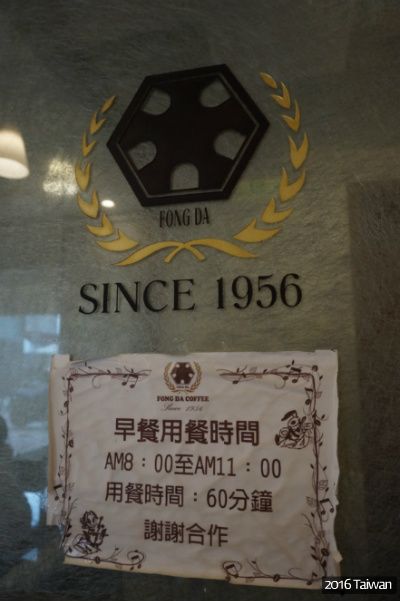 FONG DA
SINCE 1956
FONG DA COFFEE
Since 1956
早餐用餐時間
AM8：00至AM11：00
用餐時間：60分鐘
謝謝合作
2016 Taiwan